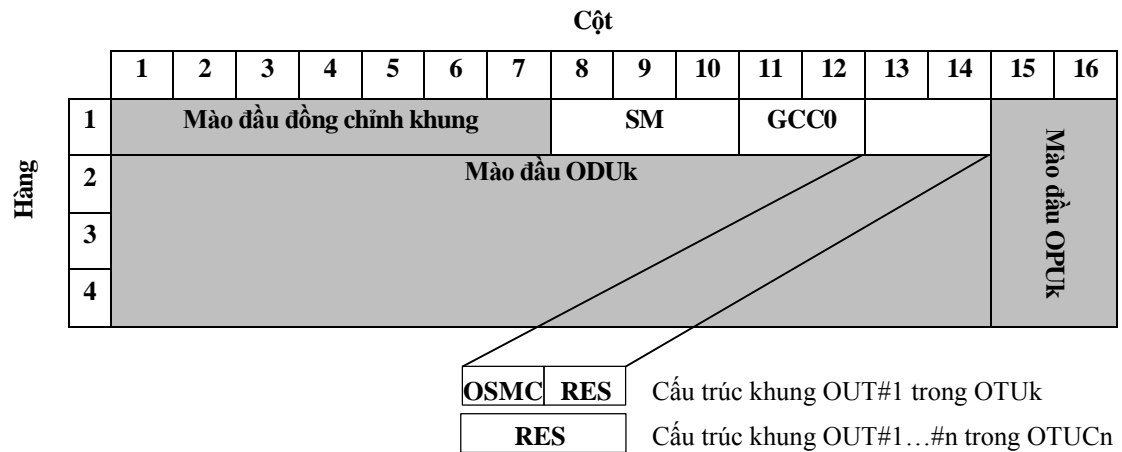 Cột
1 2 3 4 5 6 7 8 9 10 11 12 13 14 15 16
1 Mào đầu đồng chỉnh khung SM GCC0
Mào đầu OPUk
Hàng
2 Mào đầu ODUk
3
4
OSMC RES Cấu trúc khung OUT#1 trong OTUk
RES Cấu trúc khung OUT#1…#n trong OTUCn